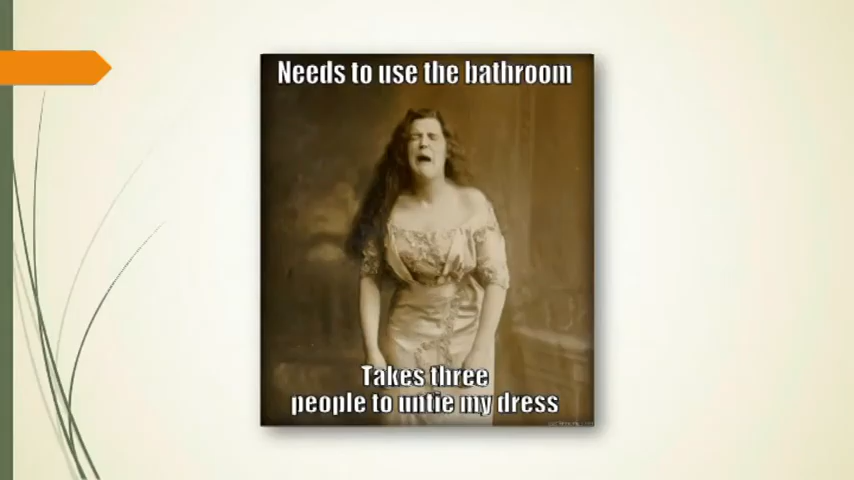 Needs to use the bathroom
Takes three
people to untie my dress